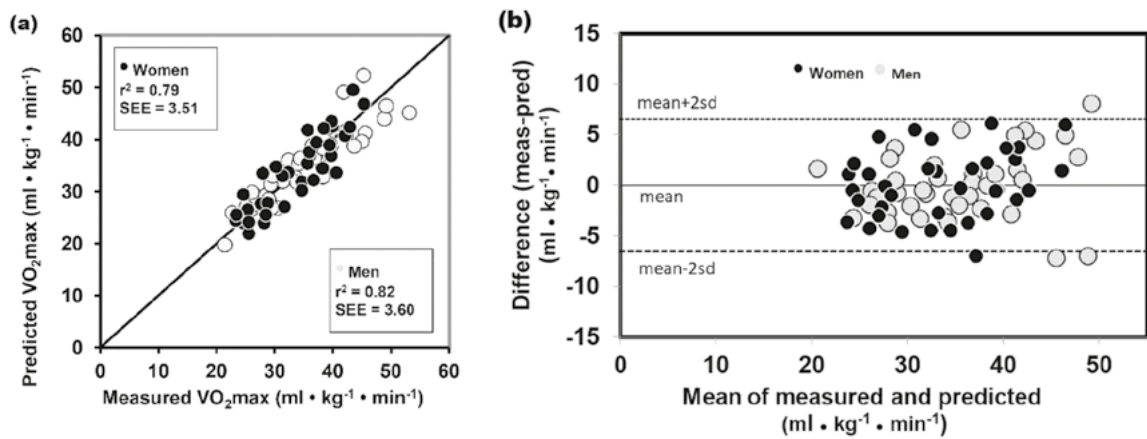 (a)
60
50
40
30
20
10
0
Predicted VO₂max (ml • kg⁻¹ • min⁻¹)
Women
r² = 0.79
SEE = 3.51
Men
r² = 0.82
SEE = 3.60
0 10 20 30 40 50 60
Measured VO₂max (ml • kg⁻¹ • min⁻¹)
(b)
15
10
5
0
-5
-10
-15
Difference (meas-pred)
(ml • kg⁻¹ • min⁻¹)
Women Men
mean+2sd
mean
mean-2sd
0 10 20 30 40 50
Mean of measured and predicted
(ml • kg⁻¹ • min⁻¹)